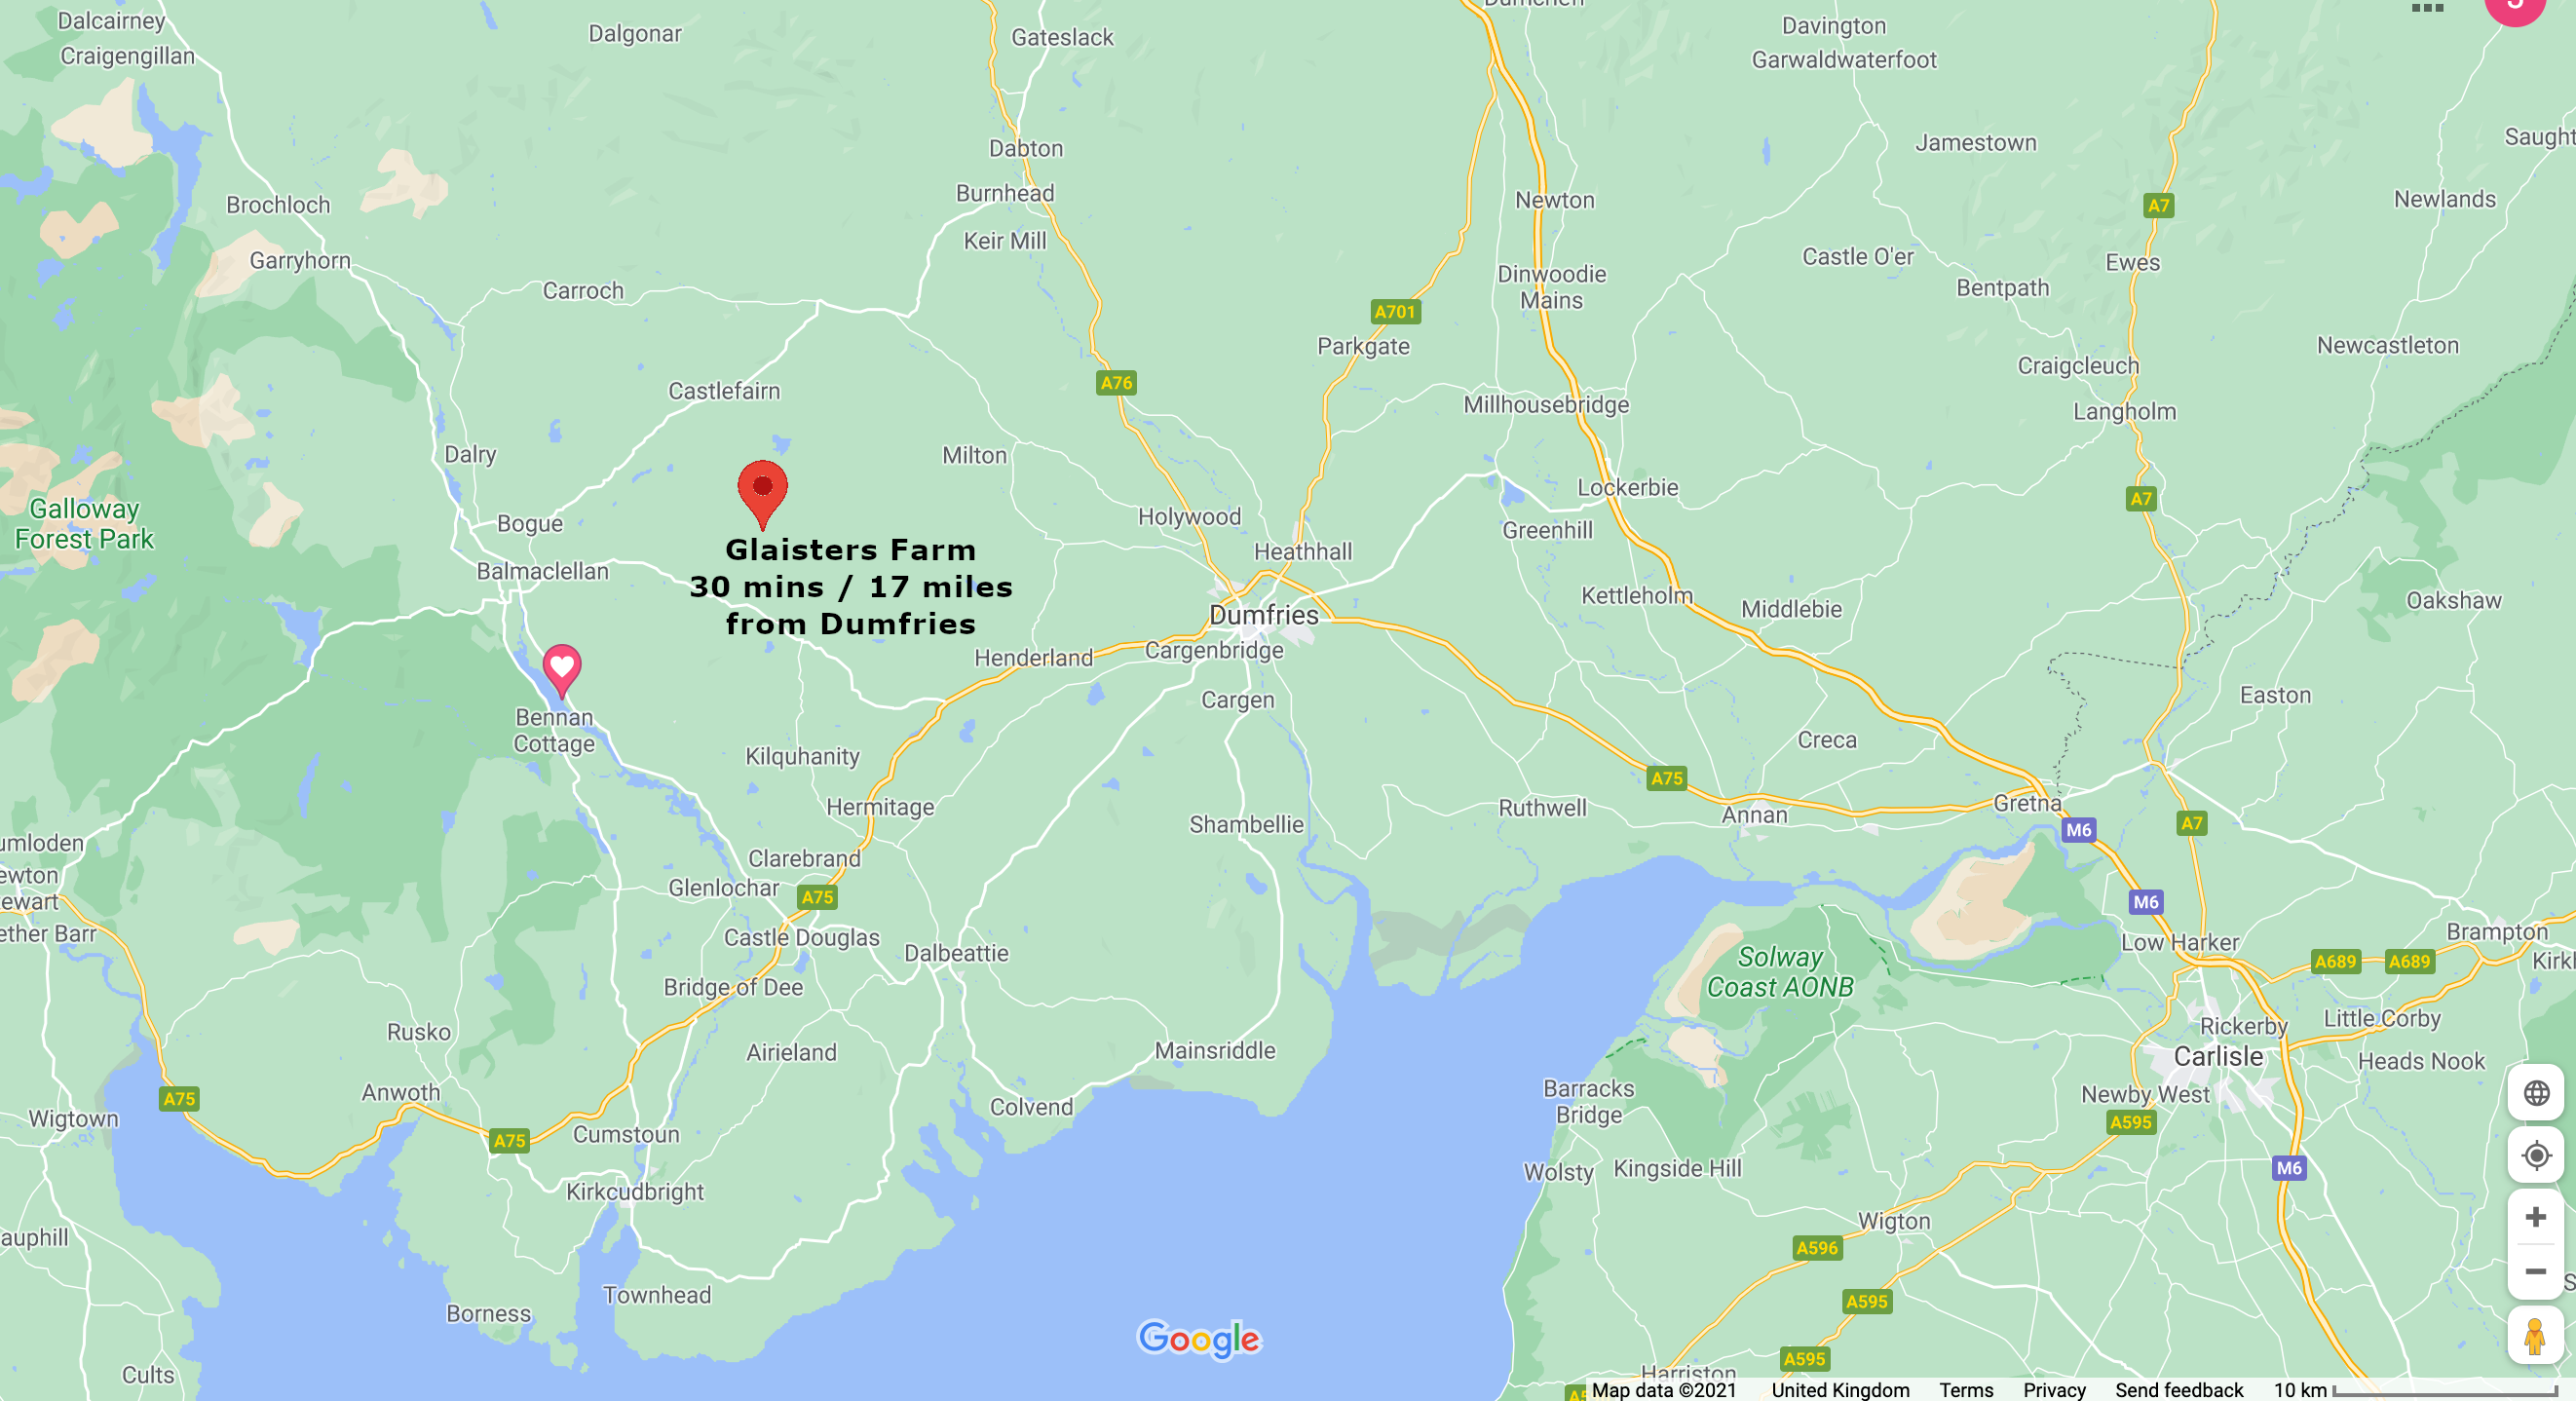 Dalcairney
Craigengillan
Dalgonar
Gateslack
Davington
Garwaldwaterfoot
Dabton
Jamestown
Burnhead
Brochloch
Newton
A7
Newlands
Keir Mill
Garryhorn
Castle O'er
Ewes
Dinwoodie
Mains
Carroch
Bentpath
A701
Parkgate
Newcastleton
Craigcleuch
A76
Castlefairn
Millhousebridge
Langholm
Dalry
Milton
Lockerbie
A7
Galloway
Forest Park
Bogue
Holywood
Greenhill
Glaisters Farm
30 mins / 17 miles
from Dumfries
Heathhall
Balmaclellan
Kettleholm
Middlebie
Oakshaw
Dumfries
Cargenbridge
Henderland
Cargen
Easton
Bennan
Cottage
Creca
Kilquhanity
A75
Hermitage
Ruthwell
Annan
Gretna
Shambellie
M6
A7
Clarebrand
Glenlochar
A75
M6
Castle Douglas
Dalbeattie
Low Harker
Brampton
Solway
Coast AONB
A689
A689
Bridge of Dee
Rusko
Airieland
Mainsriddle
Rickerby
Little Corby
Carlisle
Heads Nook
Anwoth
A75
Wigtown
Colvend
Barracks
Bridge
Newby West
A595
A75
Cumstoun
Wolsty
Kingside Hill
M6
Kirkcudbright
Wigton
A596
Townhead
Borness
A595
Google
A595
Cults
Harriston
Map data ©2021 United Kingdom Terms Privacy Send feedback 10 km